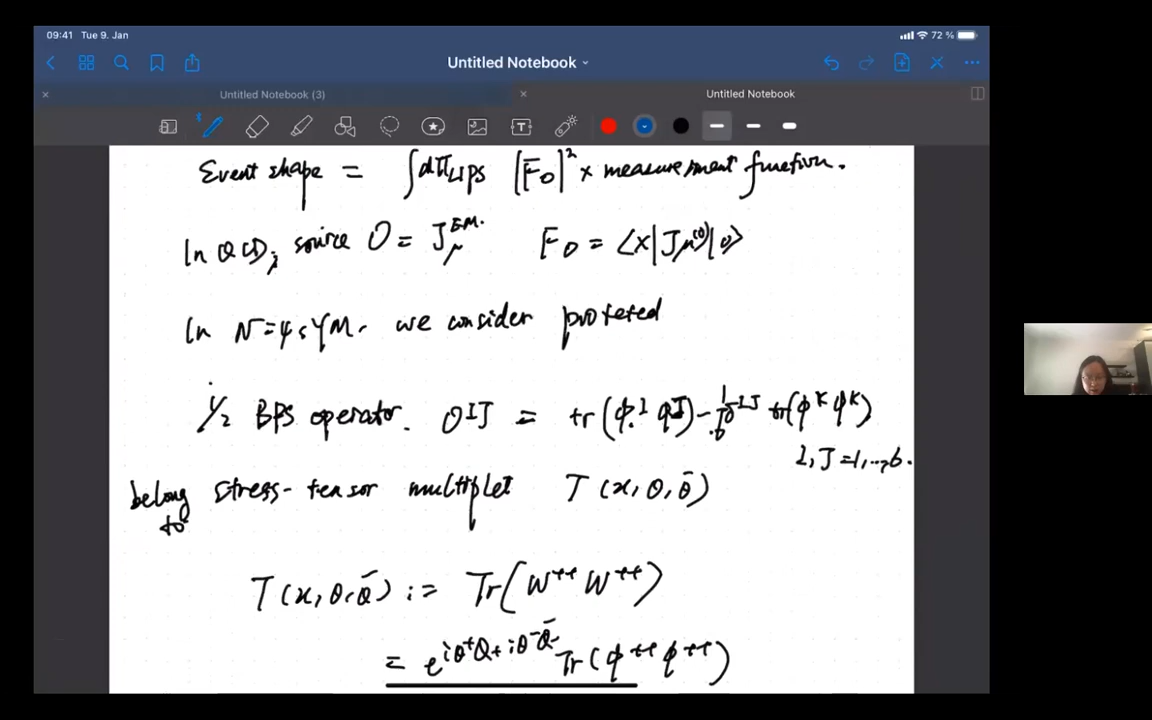 09:41 Tue 9. Jan 72 %
Untitled Notebook
Untitled Notebook (3) Untitled Notebook
Event shape = ∫dΠ_LIPS |F_O|² × measurement function.
In QCD, source O = J_μ^{EM.} F_O = ⟨X|J_μ(0)|0⟩
In N=4 sYM. we consider proteted
1/2 BPS operator. O^{IJ} = tr(φ^I φ^J) - 1/6 δ^{IJ} tr(φ^K φ^K)
I, J = 1, .., 6.
belong to stress-tensor multiplet T(x, θ, θ̄)
T(x, θ, θ̄) := Tr(W^{++} W^{++})
= e^{iθ^+Q + iθ^-Q̄} Tr(φ^{++} φ^{++})